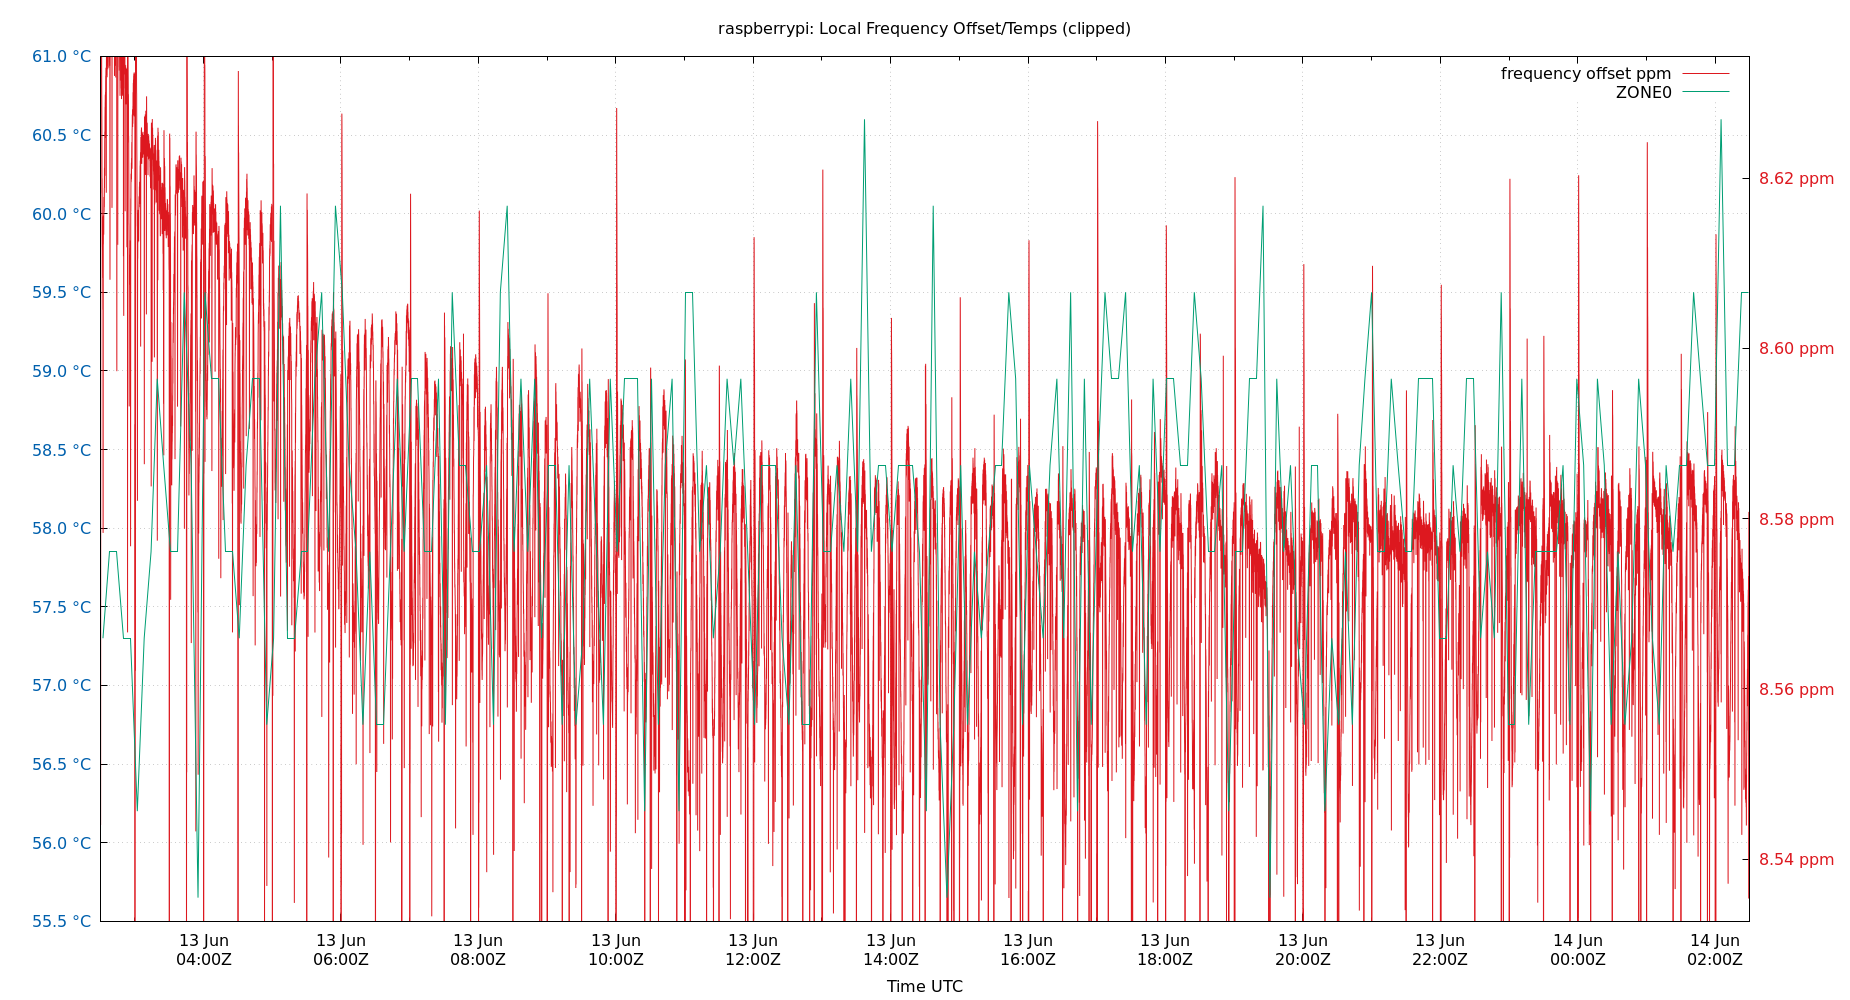 raspberrypi: Local Frequency Offset/Temps (clipped)
frequency offset ppm
ZONE0
61.0 °C
60.5 °C
60.0 °C
59.5 °C
59.0 °C
58.5 °C
58.0 °C
57.5 °C
57.0 °C
56.5 °C
56.0 °C
55.5 °C
8.62 ppm
8.60 ppm
8.58 ppm
8.56 ppm
8.54 ppm
13 Jun 13 Jun 13 Jun 13 Jun 13 Jun 13 Jun 13 Jun 13 Jun 13 Jun 13 Jun 14 Jun 14 Jun
04:00Z 06:00Z 08:00Z 10:00Z 12:00Z 14:00Z 16:00Z 18:00Z 20:00Z 22:00Z 00:00Z 02:00Z
Time UTC